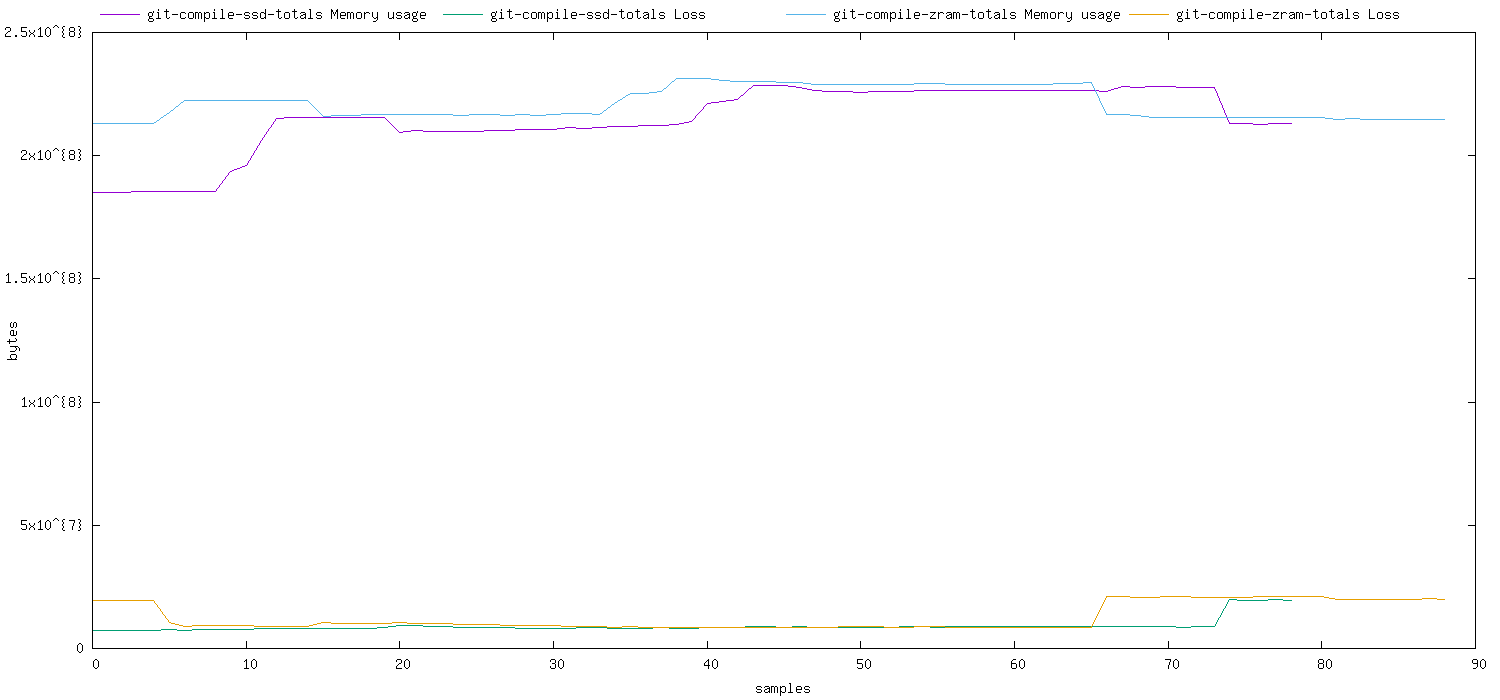 git-compile-ssd-totals Memory usage git-compile-ssd-totals Loss git-compile-zram-totals Memory usage git-compile-zram-totals Loss
2.5x10^{8}
2x10^{8}
1.5x10^{8}
1x10^{8}
5x10^{7}
0
bytes
0 10 20 30 40 50 60 70 80 90
samples